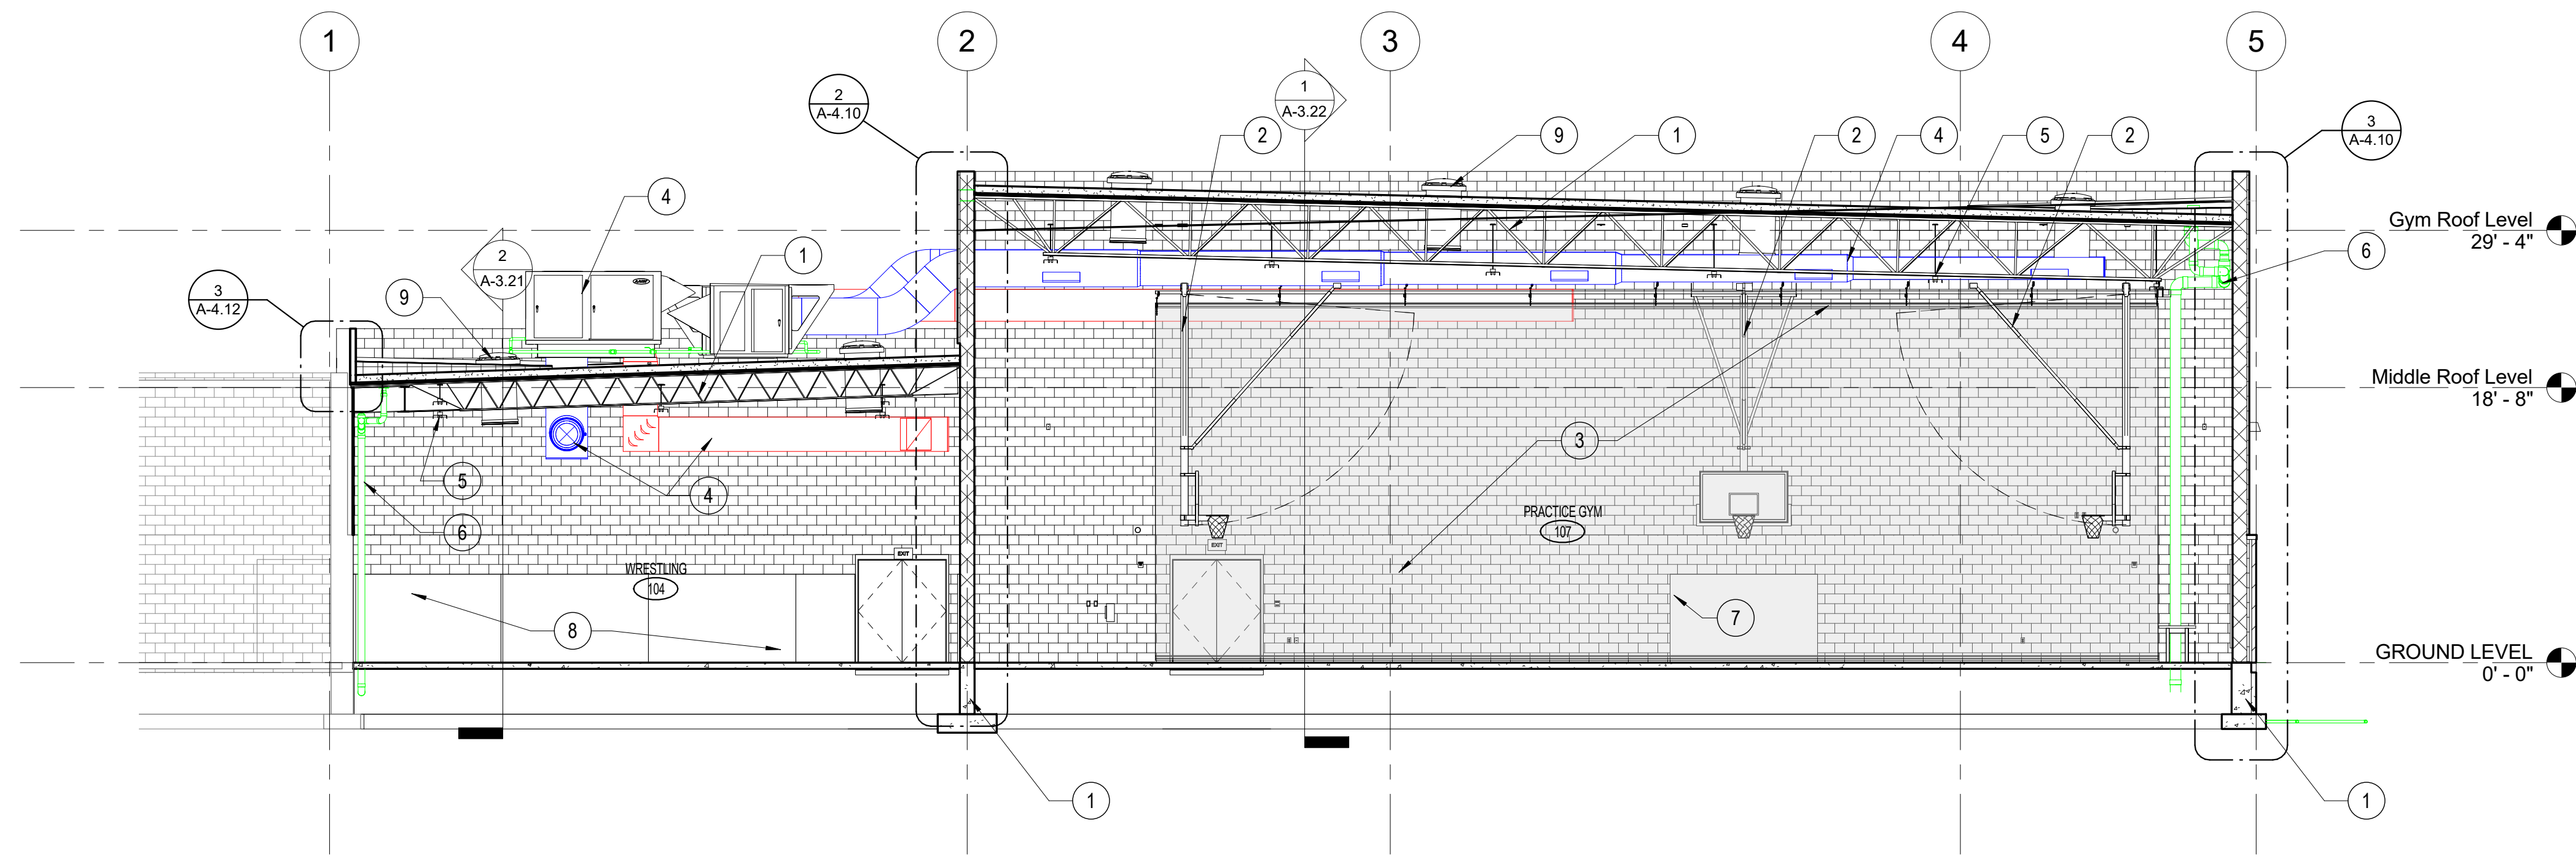 1
2
3
4
5
2
A-4.10
1
A-3.22
3
A-4.10
2
9
1
2
4
5
2
4
Gym Roof Level
29' - 4"
6
2
A-3.21
1
3
A-4.12
9
Middle Roof Level
18' - 8"
3
5
4
6
PRACTICE GYM
107
EXIT
EXIT
WRESTLING
104
8
7
GROUND LEVEL
0' - 0"
1
1